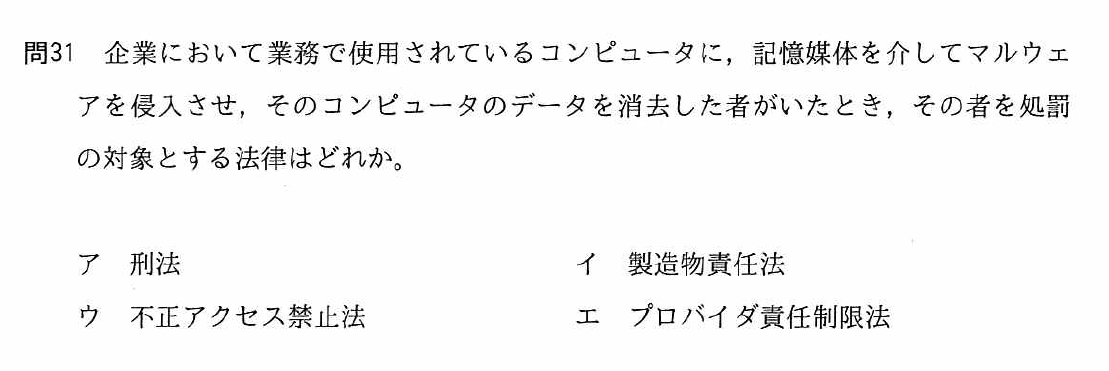 問31 企業において業務で使用されているコンピュータに，記憶媒体を介してマルウェ
アを侵入させ，そのコンピュータのデータを消去した者がいたとき，その者を処罰
の対象とする法律はどれか。
ア 刑法 イ 製造物責任法
ウ 不正アクセス禁止法 エ プロバイダ責任制限法